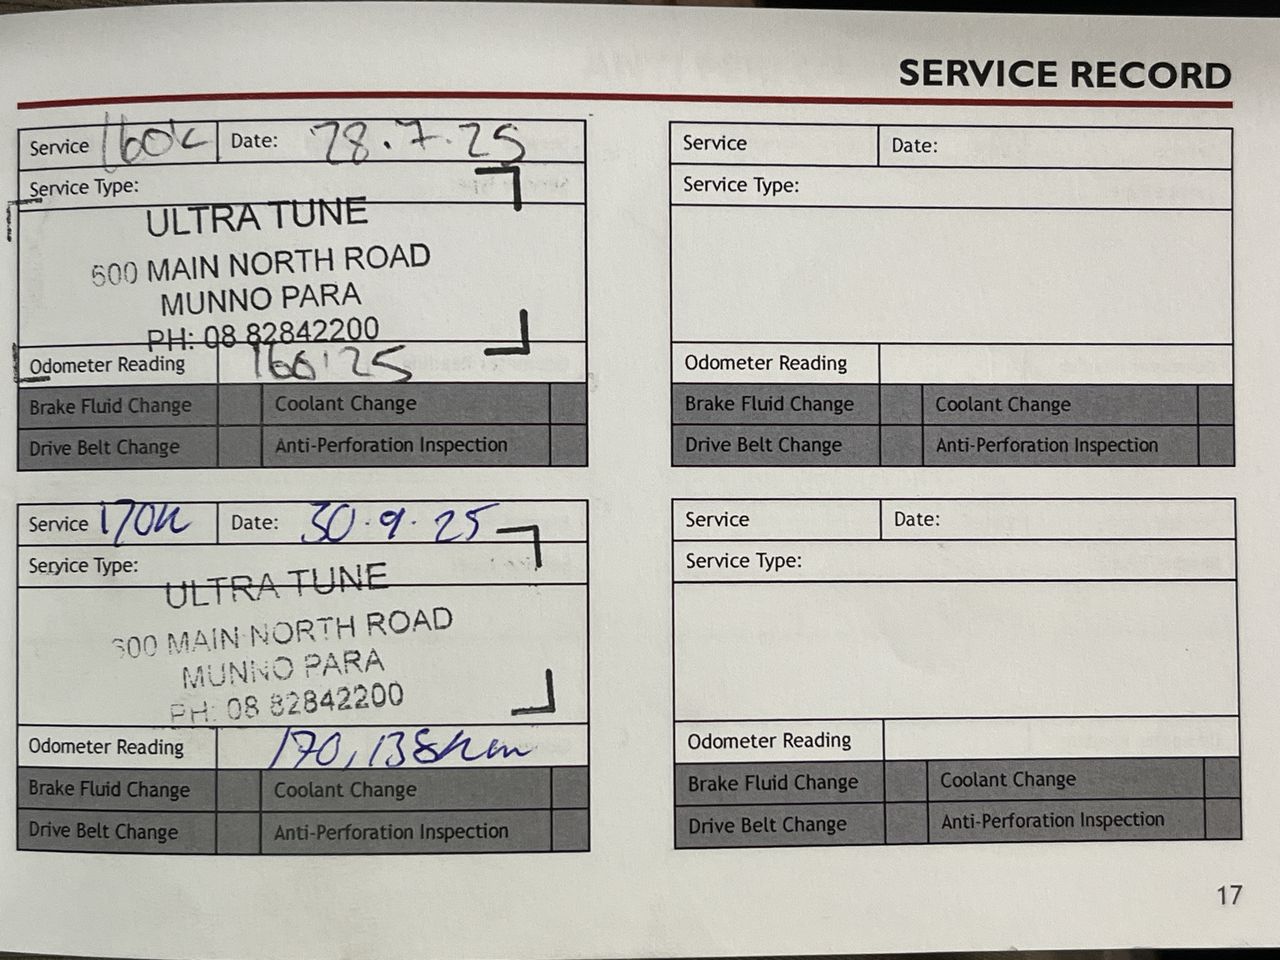 SERVICE RECORD
Service 160k Date: 28.7.25
Service Type:
ULTRA TUNE
600 MAIN NORTH ROAD
MUNNO PARA
PH: 08 82842200
Odometer Reading
Brake Fluid Change Coolant Change
Drive Belt Change Anti-Perforation Inspection
Service 170k Date: 30.9.25
Service Type:
ULTRA TUNE
600 MAIN NORTH ROAD
MUNNO PARA
PH: 08 82842200
Odometer Reading 170,138km
Brake Fluid Change Coolant Change
Drive Belt Change Anti-Perforation Inspection
Service Date:
Service Type:
Odometer Reading
Brake Fluid Change Coolant Change
Drive Belt Change Anti-Perforation Inspection
Service Date:
Service Type:
Odometer Reading
Brake Fluid Change Coolant Change
Drive Belt Change Anti-Perforation Inspection
17